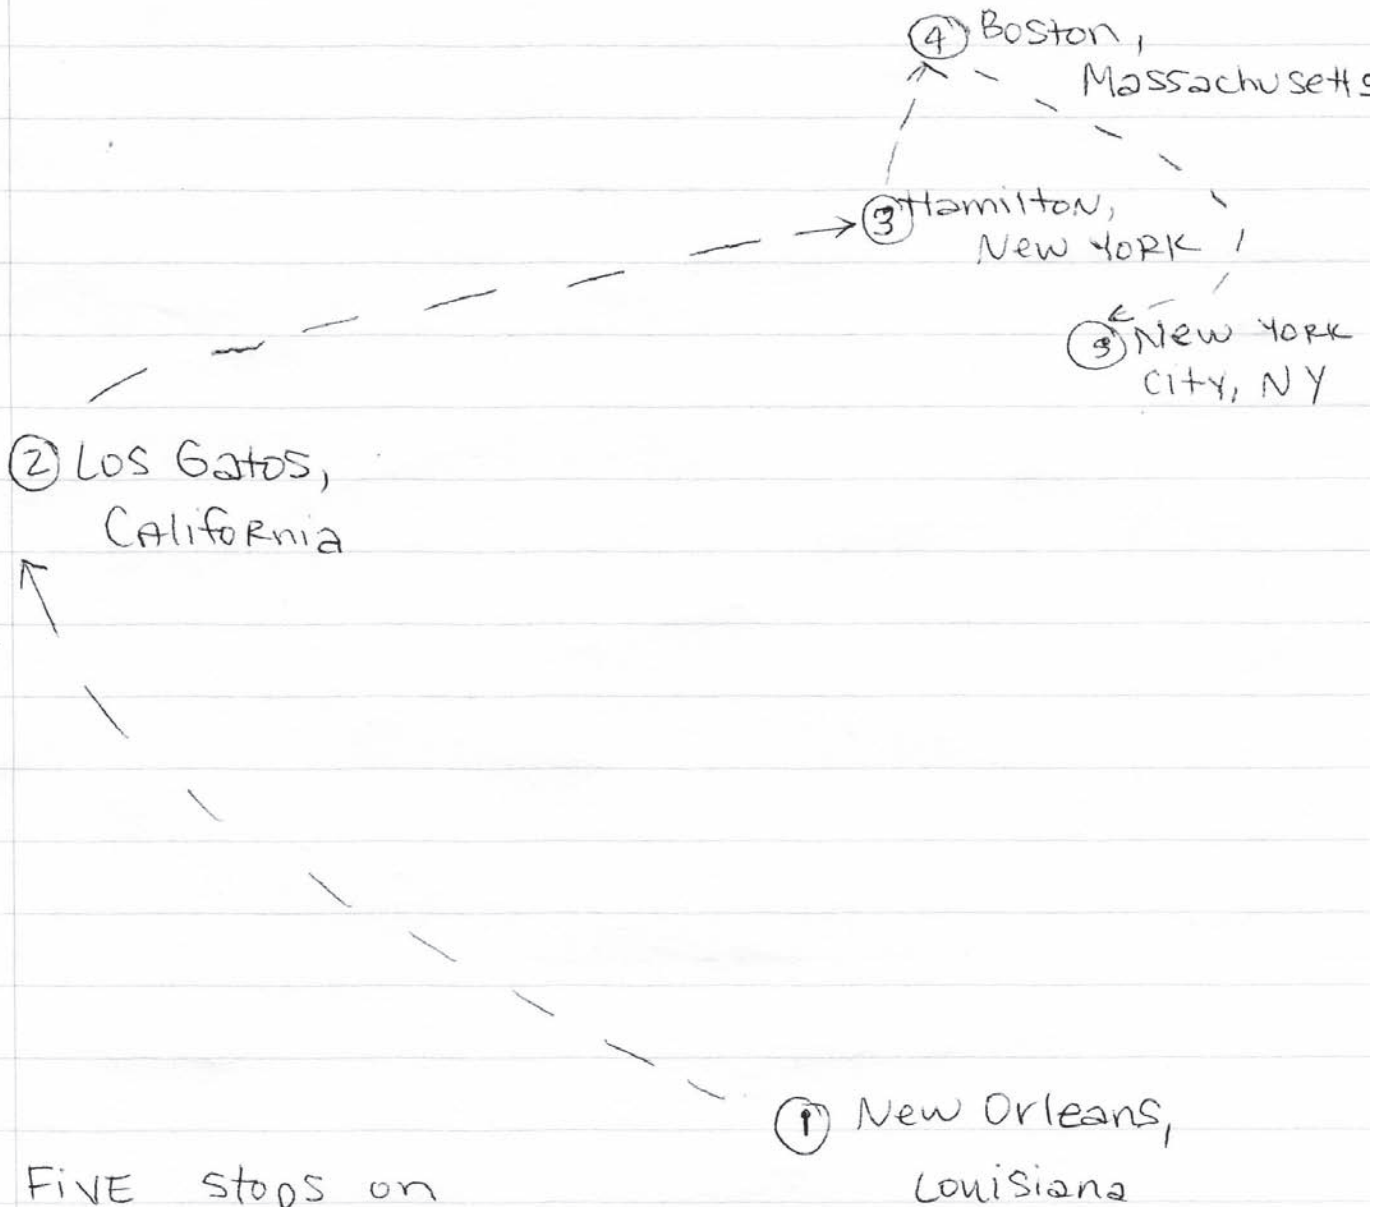 ④ Boston,
Massachusetts
③ Hamilton,
New YORK
⑤ New YORK
City, NY
② Los Gatos,
CAlifoRnia
① New Orleans,
Louisiana
FiVE stops on